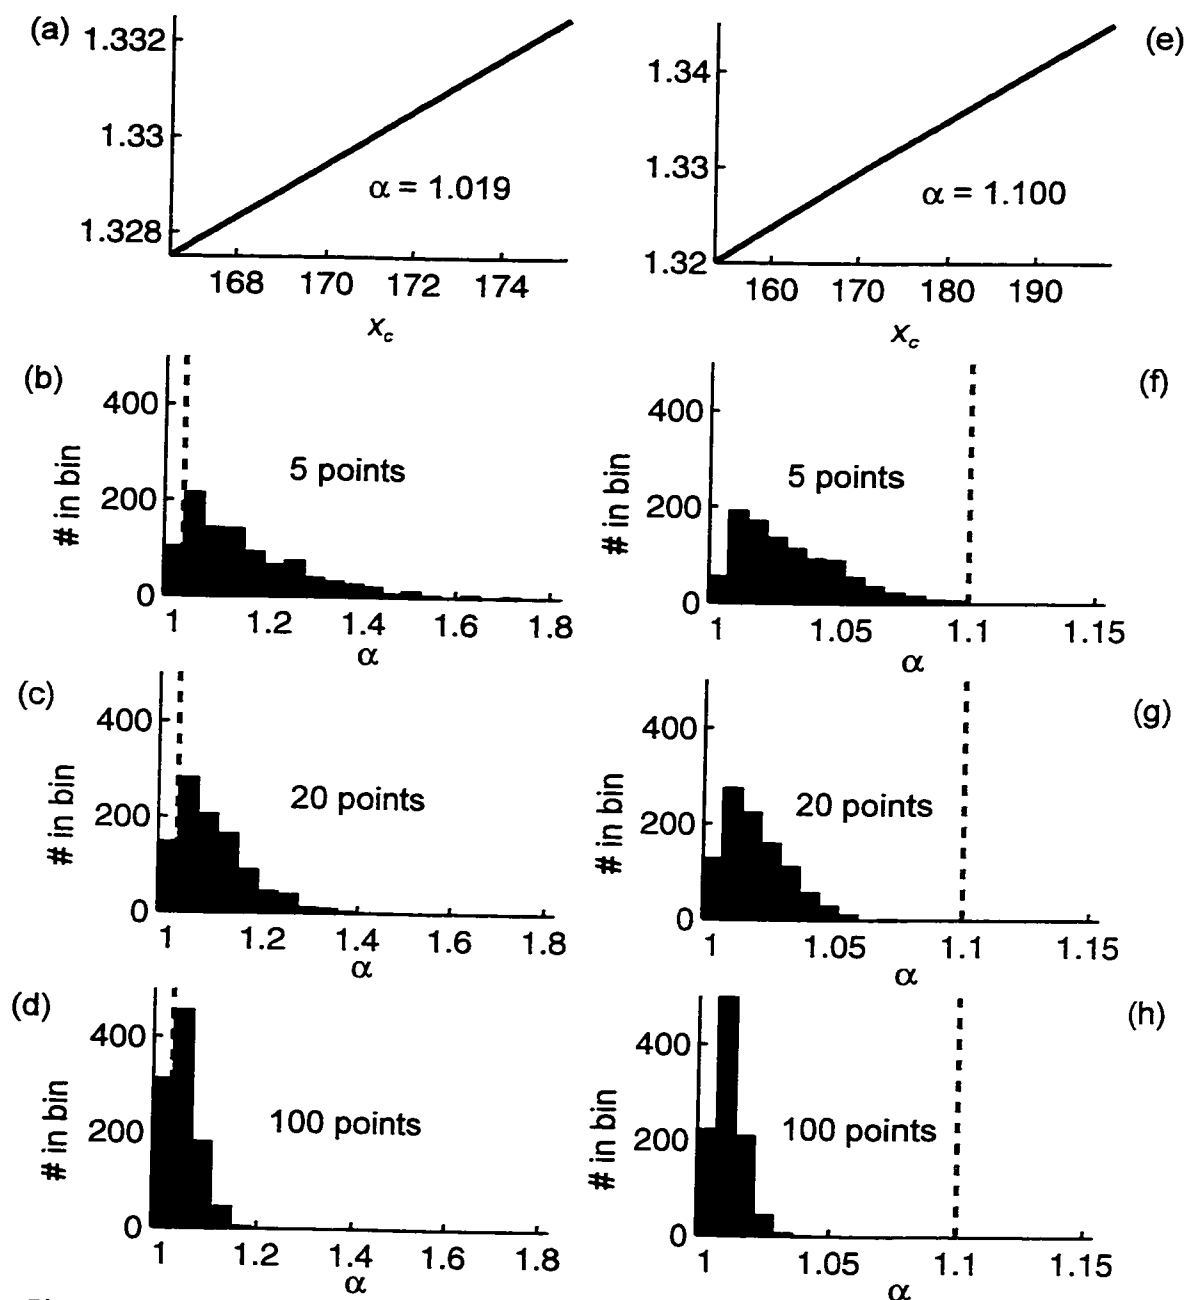 (a)
1.332
1.33
1.328
α = 1.019
168 170 172 174
x_c
(e)
1.34
1.33
1.32
α = 1.100
160 170 180 190
x_c
(b)
400
200
0
# in bin
5 points
1 1.2 1.4 1.6 1.8
α
(f)
400
200
0
# in bin
5 points
1 1.05 1.1 1.15
α
(c)
400
200
0
# in bin
20 points
1 1.2 1.4 1.6 1.8
α
(g)
400
200
0
# in bin
20 points
1 1.05 1.1 1.15
α
(d)
400
200
0
# in bin
100 points
1 1.2 1.4 1.6 1.8
α
(h)
400
200
0
# in bin
100 points
1 1.05 1.1 1.15
α